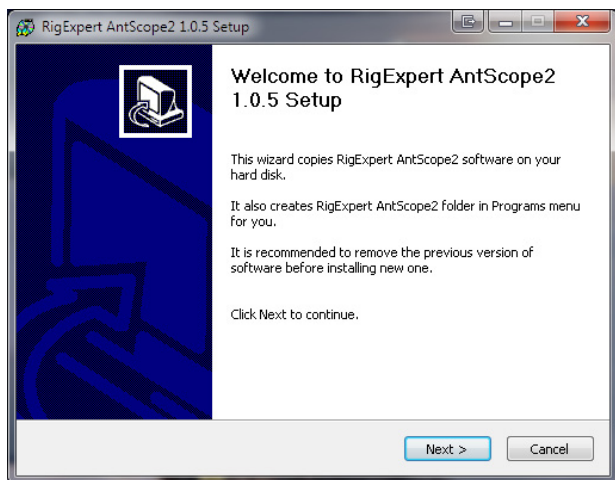 RigExpert AntScope2 1.0.5 Setup
Welcome to RigExpert AntScope2
1.0.5 Setup
This wizard copies RigExpert AntScope2 software on your
hard disk.
It also creates RigExpert AntScope2 folder in Programs menu
for you.
It is recommended to remove the previous version of
software before installing new one.
Click Next to continue.
Next >
Cancel